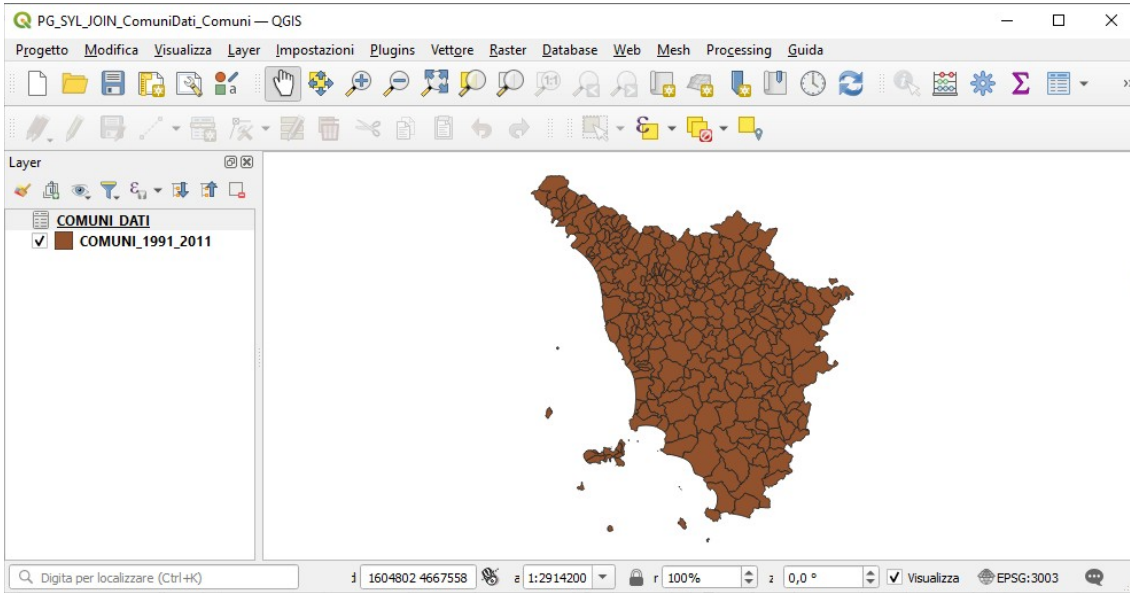 PG_SYL_JOIN_ComuniDati_Comuni — QGIS
Progetto Modifica Visualizza Layer Impostazioni Plugins Vettore Raster Database Web Mesh Processing Guida
Layer
COMUNI DATI
COMUNI_1991_2011
Digita per localizzare (Ctrl+K) 1604802 4667558 a 1:2914200 r 100% 0,0 ° Visualizza EPSG:3003